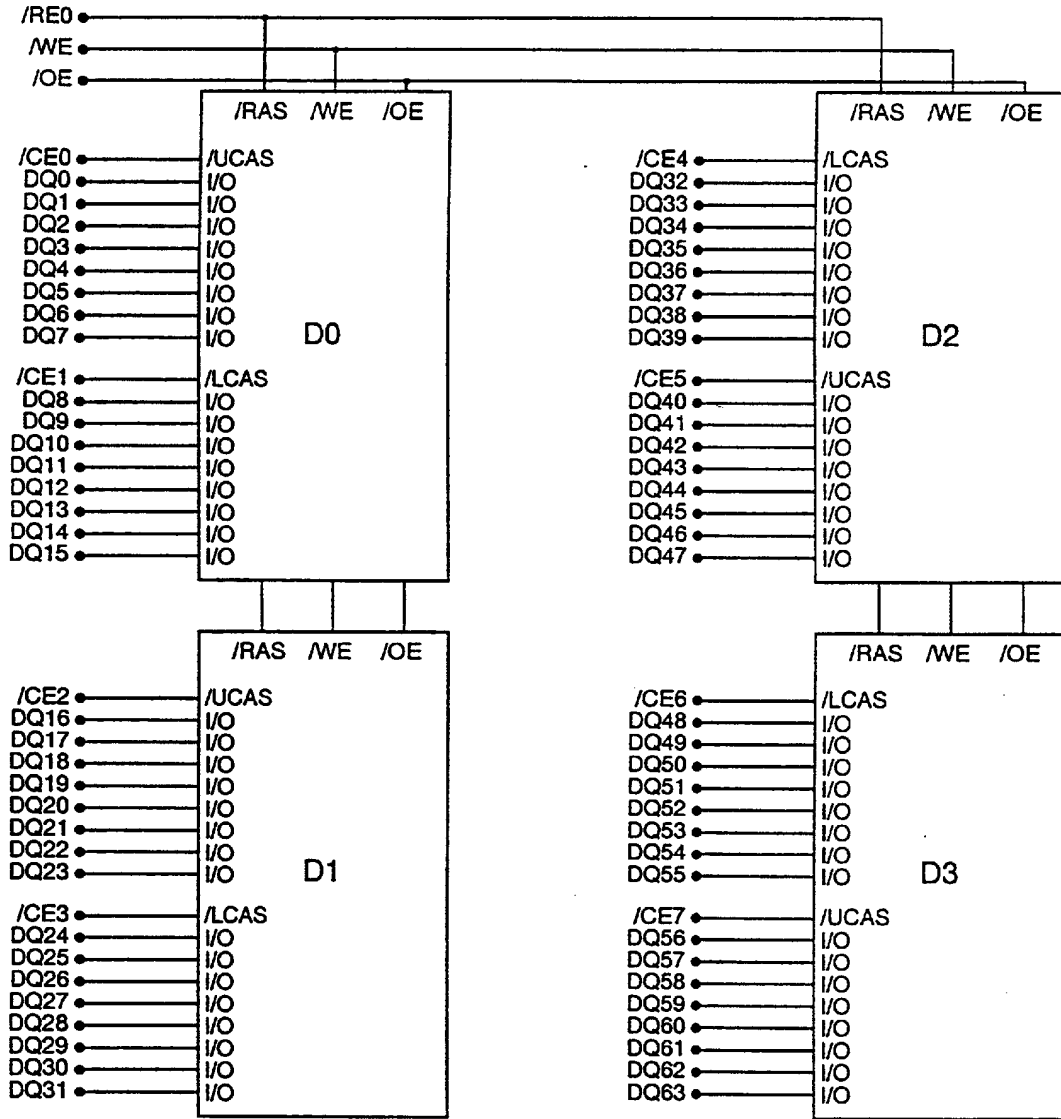 /RE0
/WE
/OE
/RAS /WE /OE
/CE0 /UCAS
DQ0 I/O
DQ1 I/O
DQ2 I/O
DQ3 I/O
DQ4 I/O
DQ5 I/O
DQ6 I/O
DQ7 I/O
D0
/CE1 /LCAS
DQ8 I/O
DQ9 I/O
DQ10 I/O
DQ11 I/O
DQ12 I/O
DQ13 I/O
DQ14 I/O
DQ15 I/O
/RAS /WE /OE
/CE2 /UCAS
DQ16 I/O
DQ17 I/O
DQ18 I/O
DQ19 I/O
DQ20 I/O
DQ21 I/O
DQ22 I/O
DQ23 I/O
D1
/CE3 /LCAS
DQ24 I/O
DQ25 I/O
DQ26 I/O
DQ27 I/O
DQ28 I/O
DQ29 I/O
DQ30 I/O
DQ31 I/O
/RAS /WE /OE
/CE4 /LCAS
DQ32 I/O
DQ33 I/O
DQ34 I/O
DQ35 I/O
DQ36 I/O
DQ37 I/O
DQ38 I/O
DQ39 I/O
D2
/CE5 /UCAS
DQ40 I/O
DQ41 I/O
DQ42 I/O
DQ43 I/O
DQ44 I/O
DQ45 I/O
DQ46 I/O
DQ47 I/O
/RAS /WE /OE
/CE6 /LCAS
DQ48 I/O
DQ49 I/O
DQ50 I/O
DQ51 I/O
DQ52 I/O
DQ53 I/O
DQ54 I/O
DQ55 I/O
D3
/CE7 /UCAS
DQ56 I/O
DQ57 I/O
DQ58 I/O
DQ59 I/O
DQ60 I/O
DQ61 I/O
DQ62 I/O
DQ63 I/O